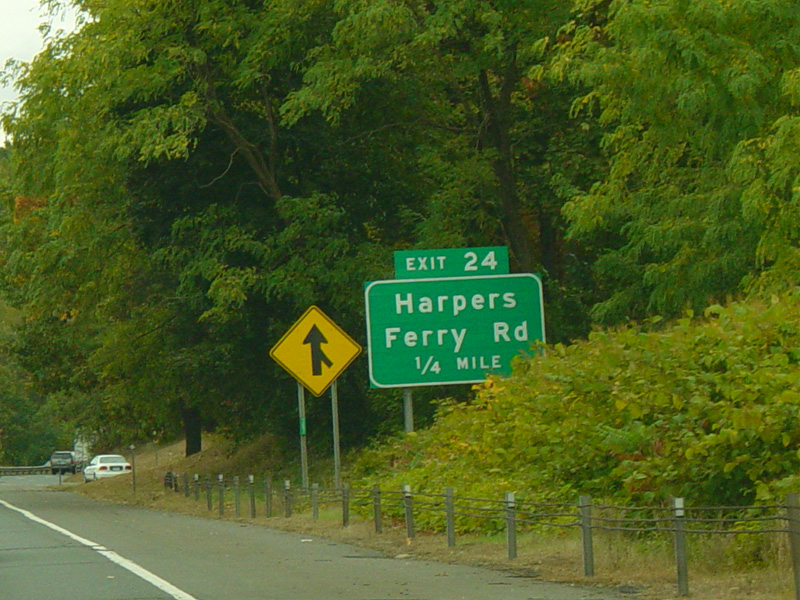 EXIT 24
Harpers
Ferry Rd
1/4 MILE